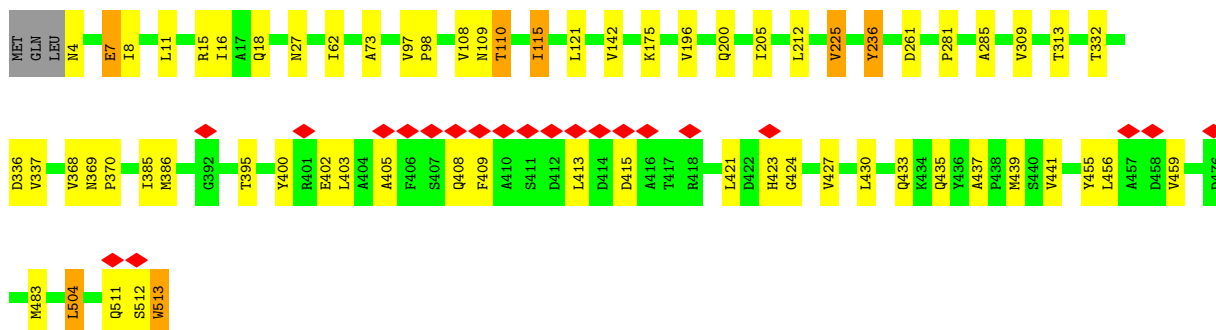 MET GLN LEU N4 E7 I8 L11 R15 I16 A17 Q18 N27 I62 A73 V97 P98 V108 N109 T110 I115 L121 V142 K175 V196 Q200 I205 L212 V225 Y236 D261 P281 A285 V309 T313 T332
D336 V337 V368 N369 P370 I385 M386 G392 T395 Y400 R401 E402 L403 A404 A405 F406 S407 Q408 F409 A410 S411 D412 L413 D414 D415 A416 T417 R418 L421 D422 H423 G424 V427 L430 Q433 K434 Q435 Y436 A437 P438 M439 S440 V441 Y455 L456 A457 D458 V459 D476
M483 L504 Q511 S512 W513